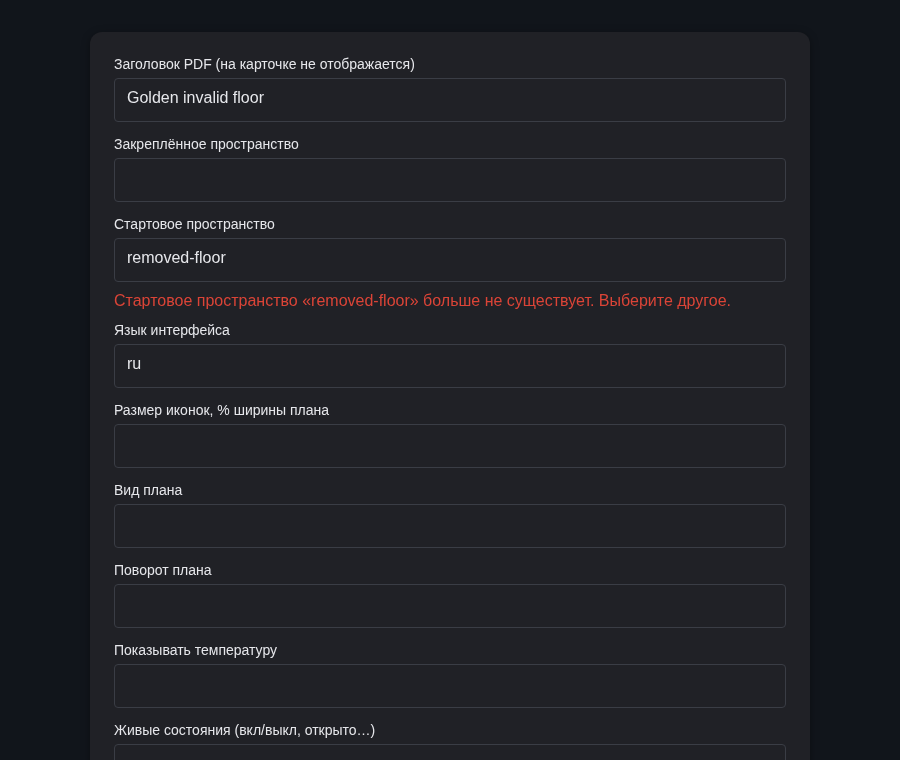 Заголовок PDF (на карточке не отображается)
Golden invalid floor
Закреплённое пространство
Стартовое пространство
removed-floor
Стартовое пространство «removed-floor» больше не существует. Выберите другое.
Язык интерфейса
ru
Размер иконок, % ширины плана
Вид плана
Поворот плана
Показывать температуру
Живые состояния (вкл/выкл, открыто…)